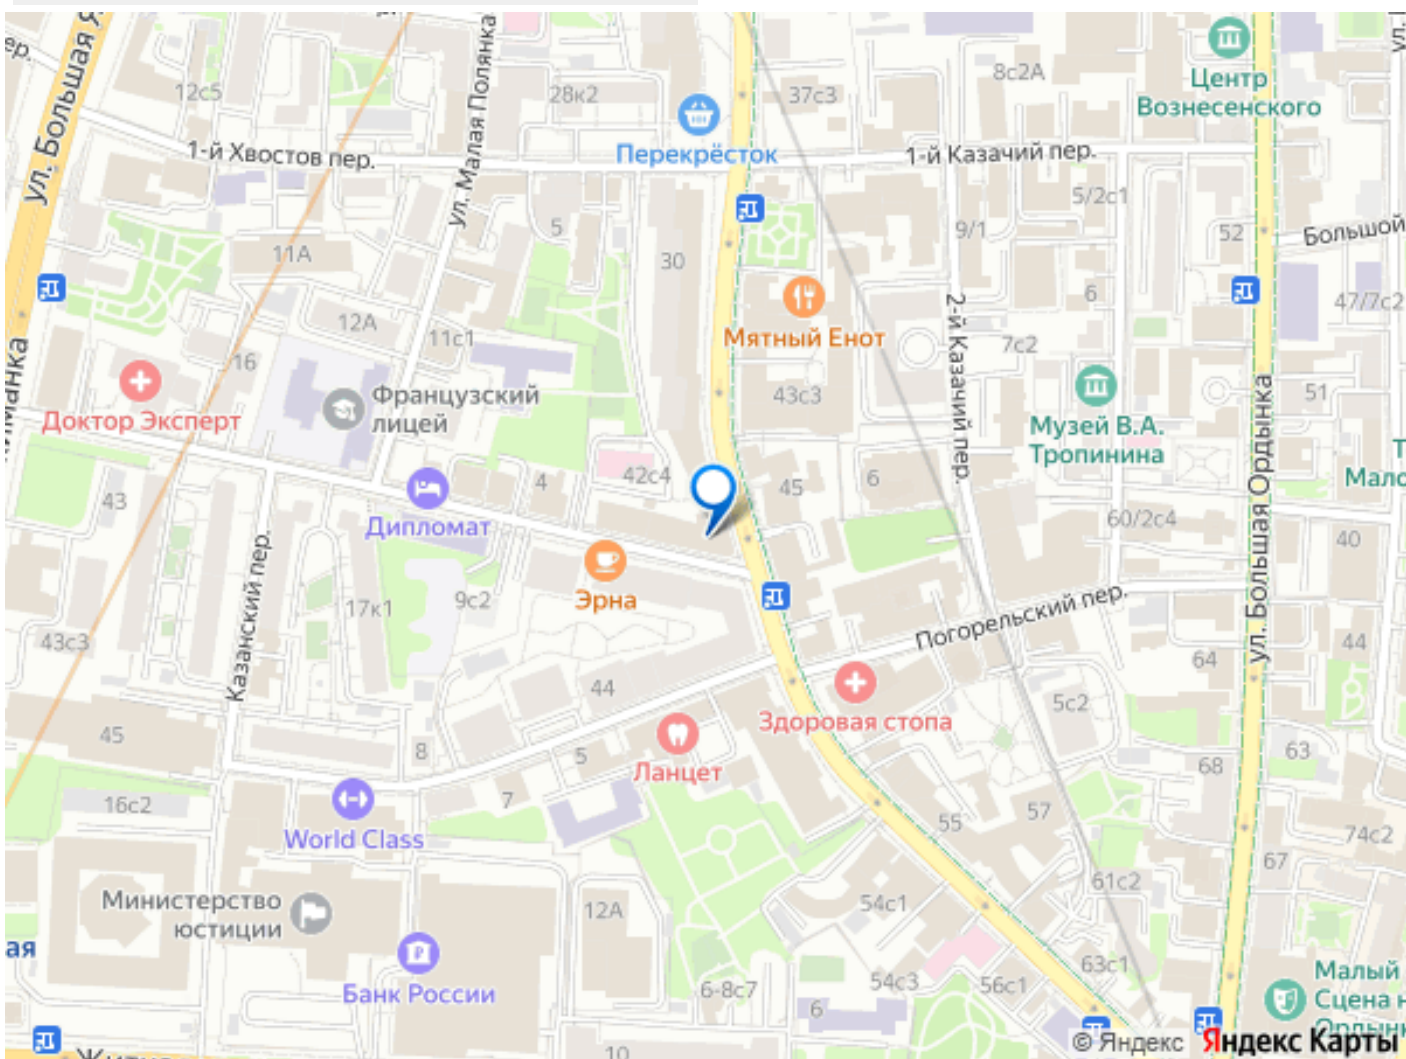 ул. Большая Я
ер.
12с5
ул. Малая Полянка
28к2
37с3
8с2А
Центр
Вознесенского
Перекрёсток
1-й Хвостов пер.
1-й Казачий пер.
5
5/2с1
9/1
52
Большой
11А
30
6
47/7с2
12А
11с1
Мятный Енот
2-й Казачий пер.
7с2
16
Французский
лицей
43с3
51
Доктор Эксперт
Музей В.А.
Тропинина
ул. Большая Ордынка
42с4
4
45
6
Мало
43
Дипломат
60/2с4
40
Казанский пер.
Эрна
17к1
9с2
Погорельский пер.
43с3
44
64
44
5с2
Здоровая стопа
45
8
5
Ланцет
63
68
16с2
7
57
55
World Class
74с2
67
61с2
Министерство
юстиции
12А
54с1
ая
Банк России
6-8с7
54с3
56с1
63с1
6
Малый
Сцена н
Ордынк
10
Житна
© Яндекс
Яндекс Карты